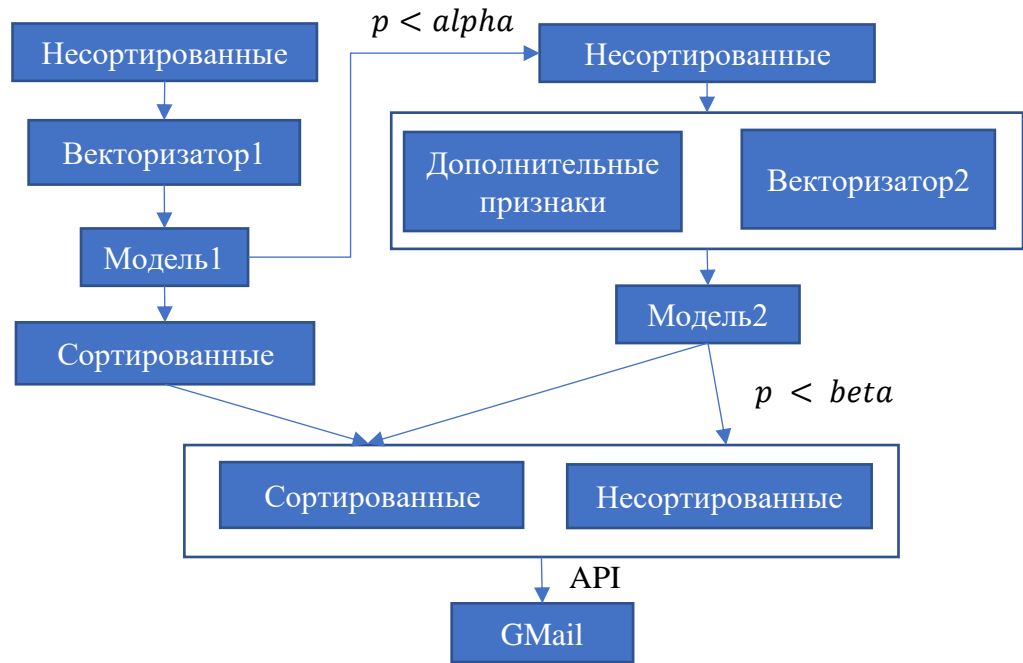 p < alpha
Несортированные
Несортированные
Векторизатор1
Дополнительные
признаки
Векторизатор2
Модель1
Модель2
Сортированные
p < beta
Сортированные
Несортированные
API
GMail